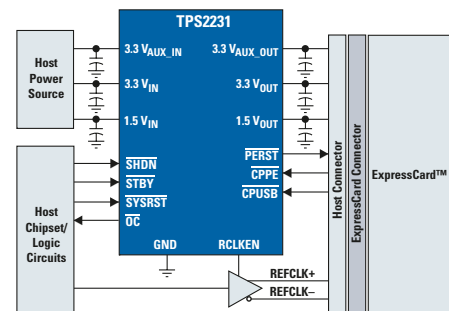 TPS2231
Host
Power
Source
3.3 VAUX_IN
3.3 VAUX_OUT
3.3 VIN
3.3 VOUT
1.5 VIN
1.5 VOUT
SHDN
STBY
SYSRST
OC
PERST
CPPE
CPUSB
GND
RCLKEN
Host
Chipset/
Logic
Circuits
REFCLK+
REFCLK–
Host Connector
ExpressCard Connector
ExpressCard™